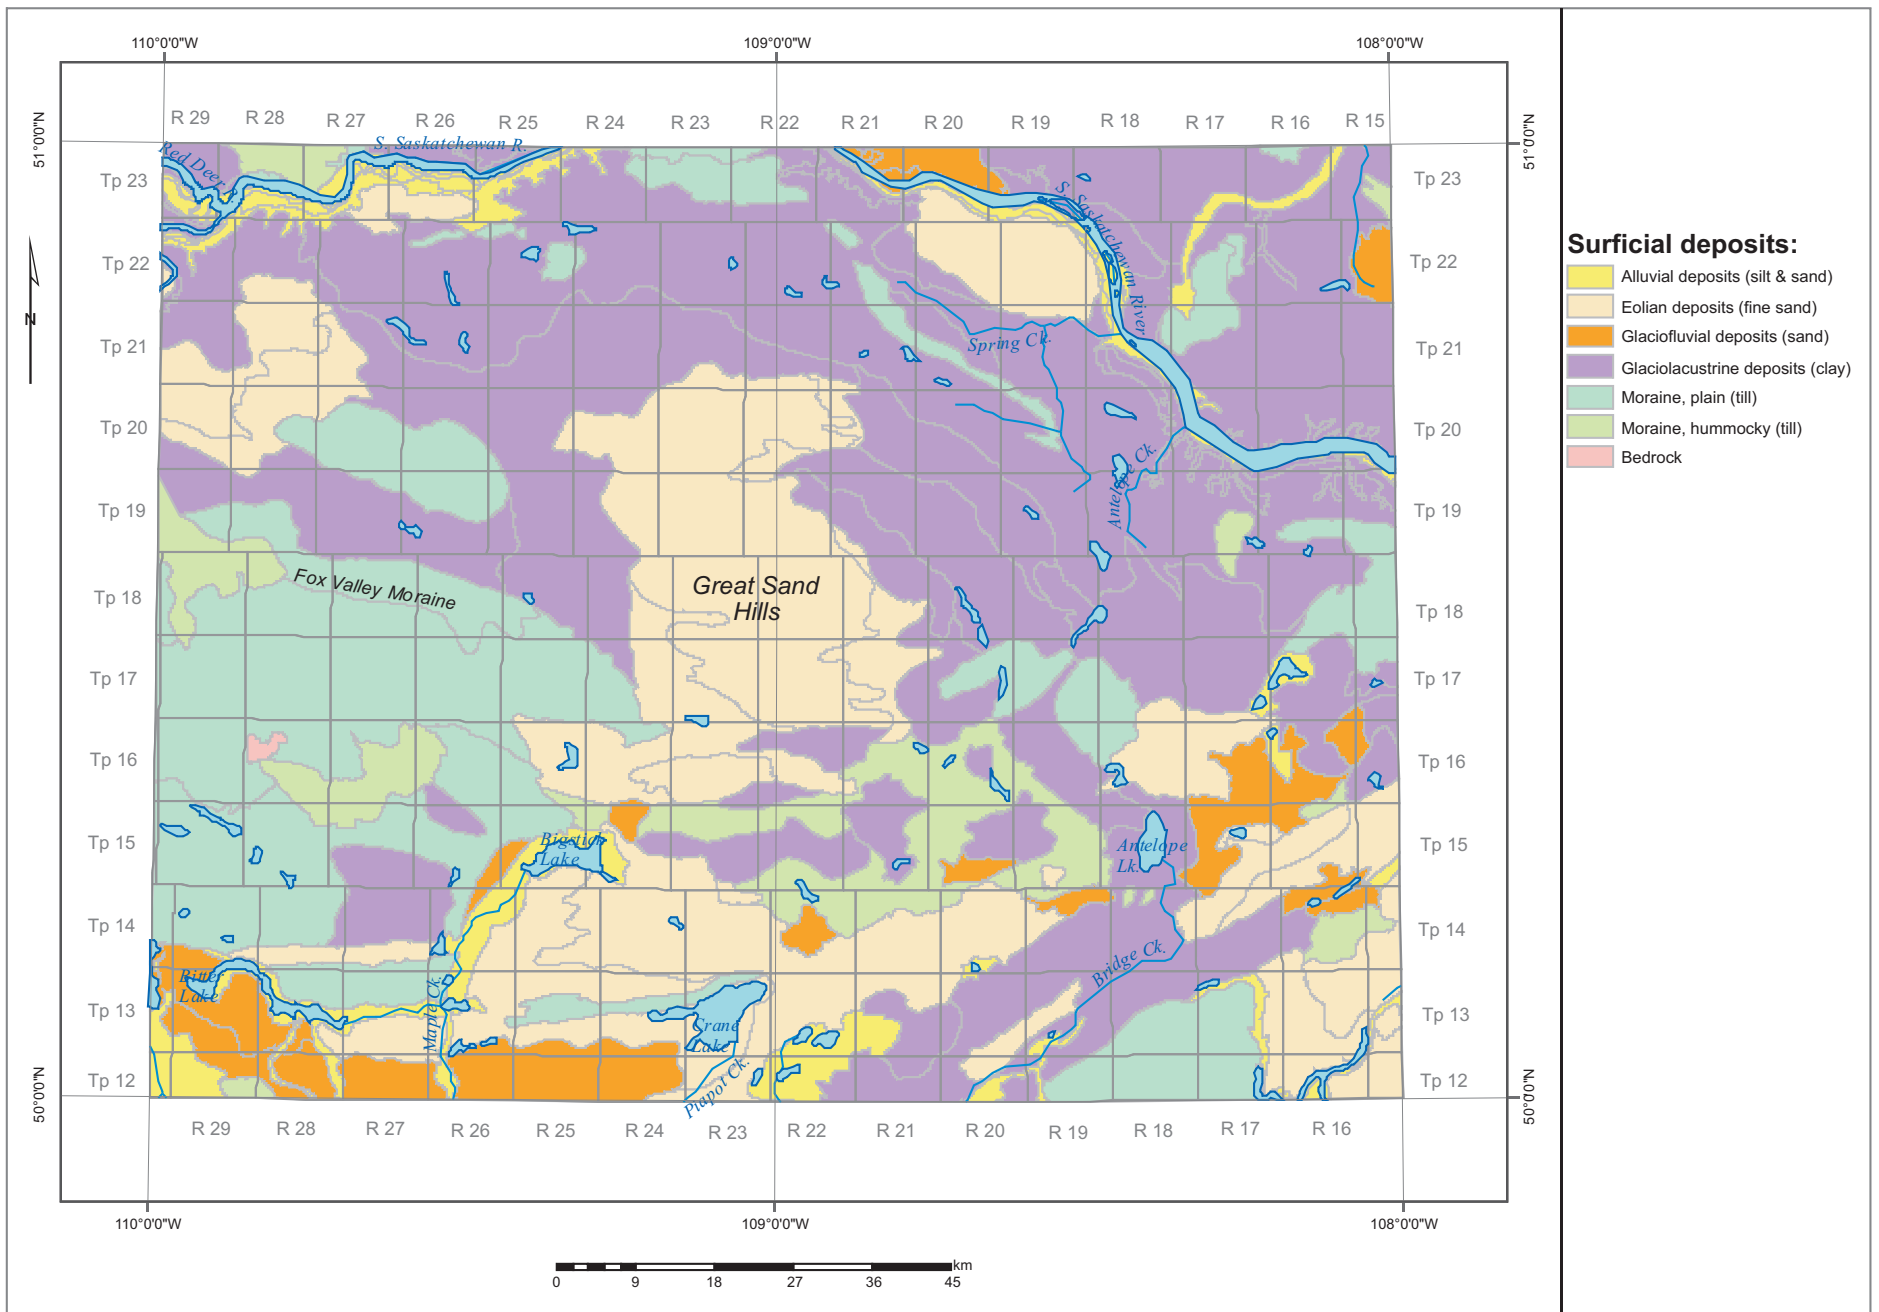 110°0'0"W
109°0'0"W
108°0'0"W
51°0'0"N
51°0'0"N
R 29
R 28
R 27
R 26
R 25
R 24
R 23
R 22
R 21
R 20
R 19
R 18
R 17
R 16
R 15
S. Saskatchewan R.
Red Deer R.
S. Saskatchewan River
Tp 23
Tp 23
Tp 22
Tp 22
N
Tp 21
Spring Ck.
Tp 21
Tp 20
Tp 20
Antelope Ck.
Tp 19
Tp 19
Fox Valley Moraine
Great Sand
Hills
Tp 18
Tp 18
Tp 17
Tp 17
Tp 16
Tp 16
Tp 15
Bigstick
Lake
Antelope
Lk.
Tp 15
Tp 14
Tp 14
Bridge Ck.
Bitter
Lake
Maple Ck.
Tp 13
Crane
Lake
Tp 13
Piapot Ck.
Tp 12
Tp 12
50°0'0"N
50°0'0"N
R 29
R 28
R 27
R 26
R 25
R 24
R 23
R 22
R 21
R 20
R 19
R 18
R 17
R 16
110°0'0"W
109°0'0"W
108°0'0"W
km
0
9
18
27
36
45
Surficial deposits:
Alluvial deposits (silt & sand)
Eolian deposits (fine sand)
Glaciofluvial deposits (sand)
Glaciolacustrine deposits (clay)
Moraine, plain (till)
Moraine, hummocky (till)
Bedrock